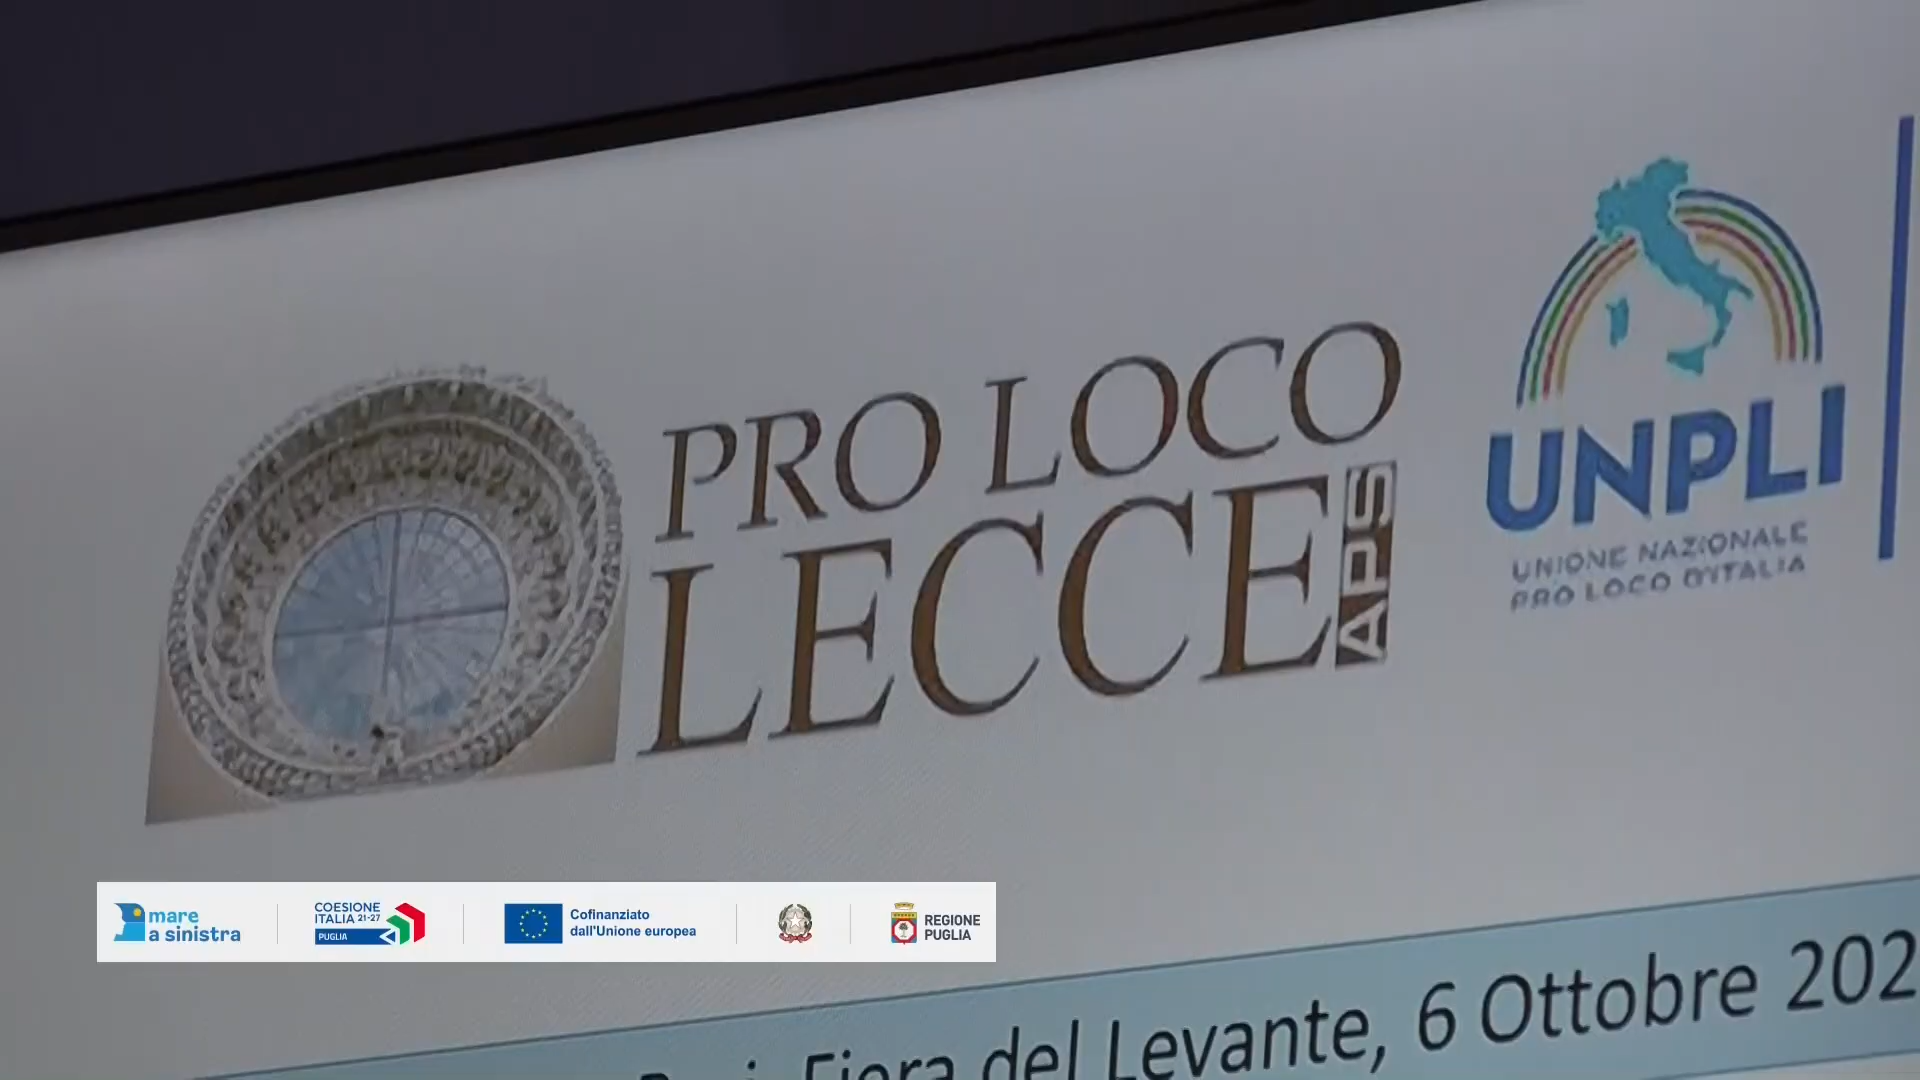 PRO LOCO
LECCE
APS
UNPLI
UNIONE NAZIONALE
PRO LOCO D'ITALIA
mare
a sinistra
COESIONE
ITALIA 21-27
PUGLIA
Cofinanziato
dall'Unione europea
REGIONE
PUGLIA
Fiera del Levante, 6 Ottobre 202